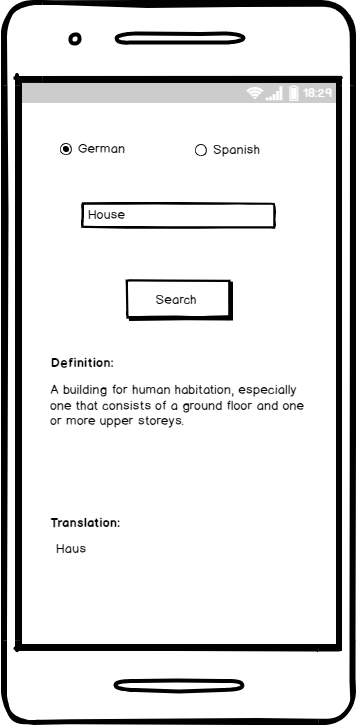 18:29
German Spanish
House
Search
Definition:
A building for human habitation, especially
one that consists of a ground floor and one
or more upper storeys.
Translation:
Haus